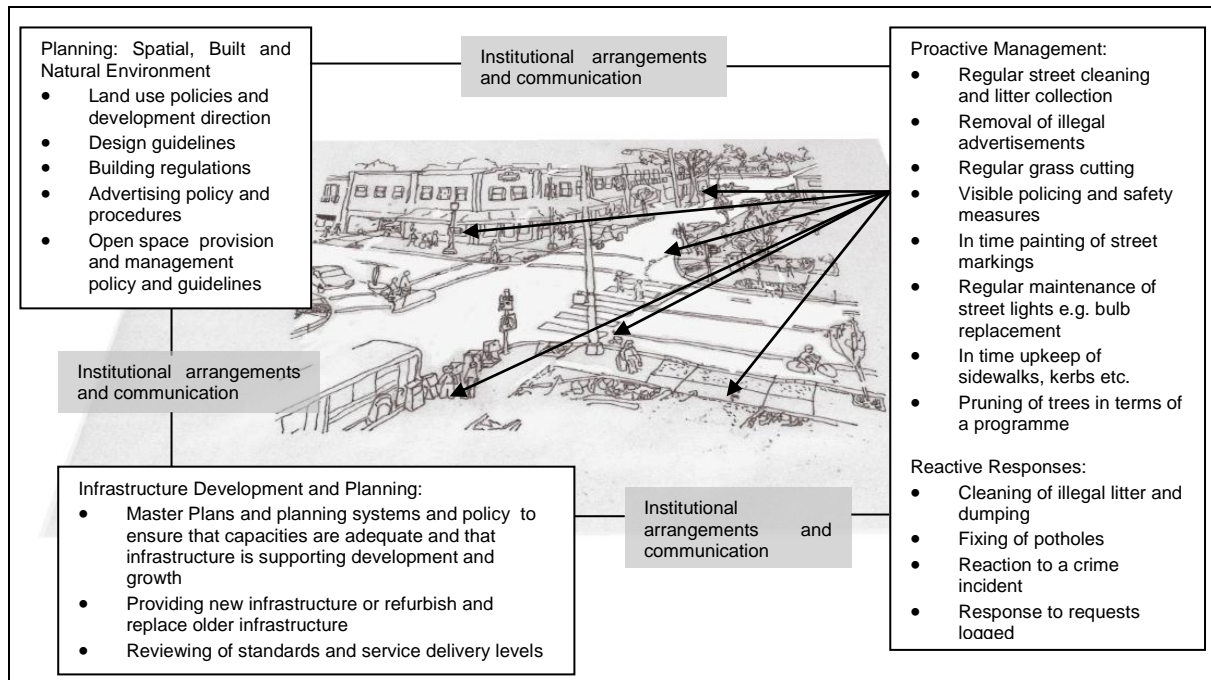 Planning: Spatial, Built and
Natural Environment
• Land use policies and
development direction
• Design guidelines
• Building regulations
• Advertising policy and
procedures
• Open space provision
and management
policy and guidelines
Institutional arrangements
and communication
Proactive Management:
• Regular street cleaning
and litter collection
• Removal of illegal
advertisements
• Regular grass cutting
• Visible policing and safety
measures
• In time painting of street
markings
• Regular maintenance of
street lights e.g. bulb
replacement
• In time upkeep of
sidewalks, kerbs etc.
• Pruning of trees in terms of
a programme
Reactive Responses:
• Cleaning of illegal litter and
dumping
• Fixing of potholes
• Reaction to a crime
incident
• Response to requests
logged
Institutional arrangements
and communication
Infrastructure Development and Planning:
• Master Plans and planning systems and policy to
ensure that capacities are adequate and that
infrastructure is supporting development and
growth
• Providing new infrastructure or refurbish and
replace older infrastructure
• Reviewing of standards and service delivery levels
Institutional
arrangements and
communication